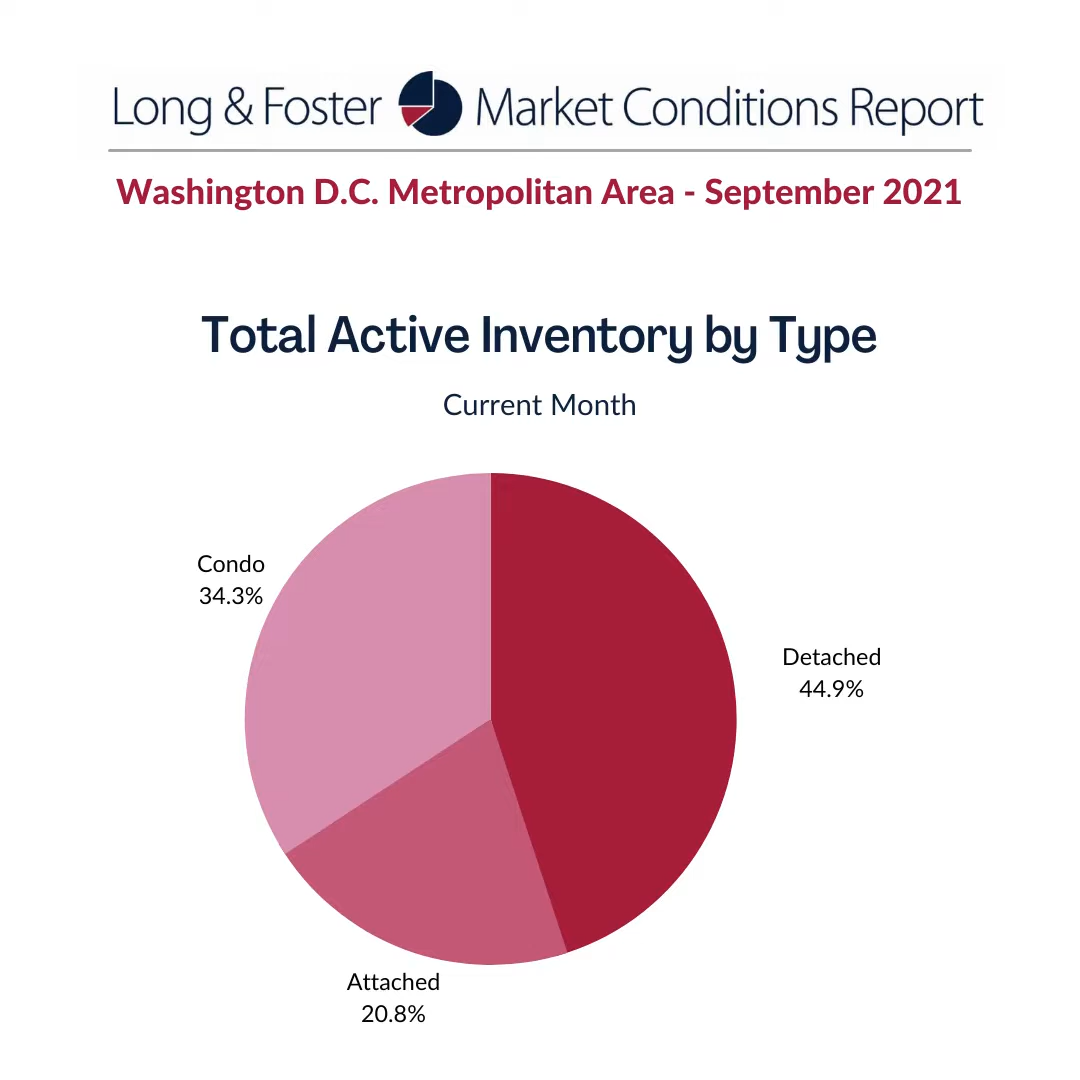 Long & Foster Market Conditions Report
Washington D.C. Metropolitan Area - September 2021
Total Active Inventory by Type
Current Month
Condo
34.3%
Detached
44.9%
Attached
20.8%